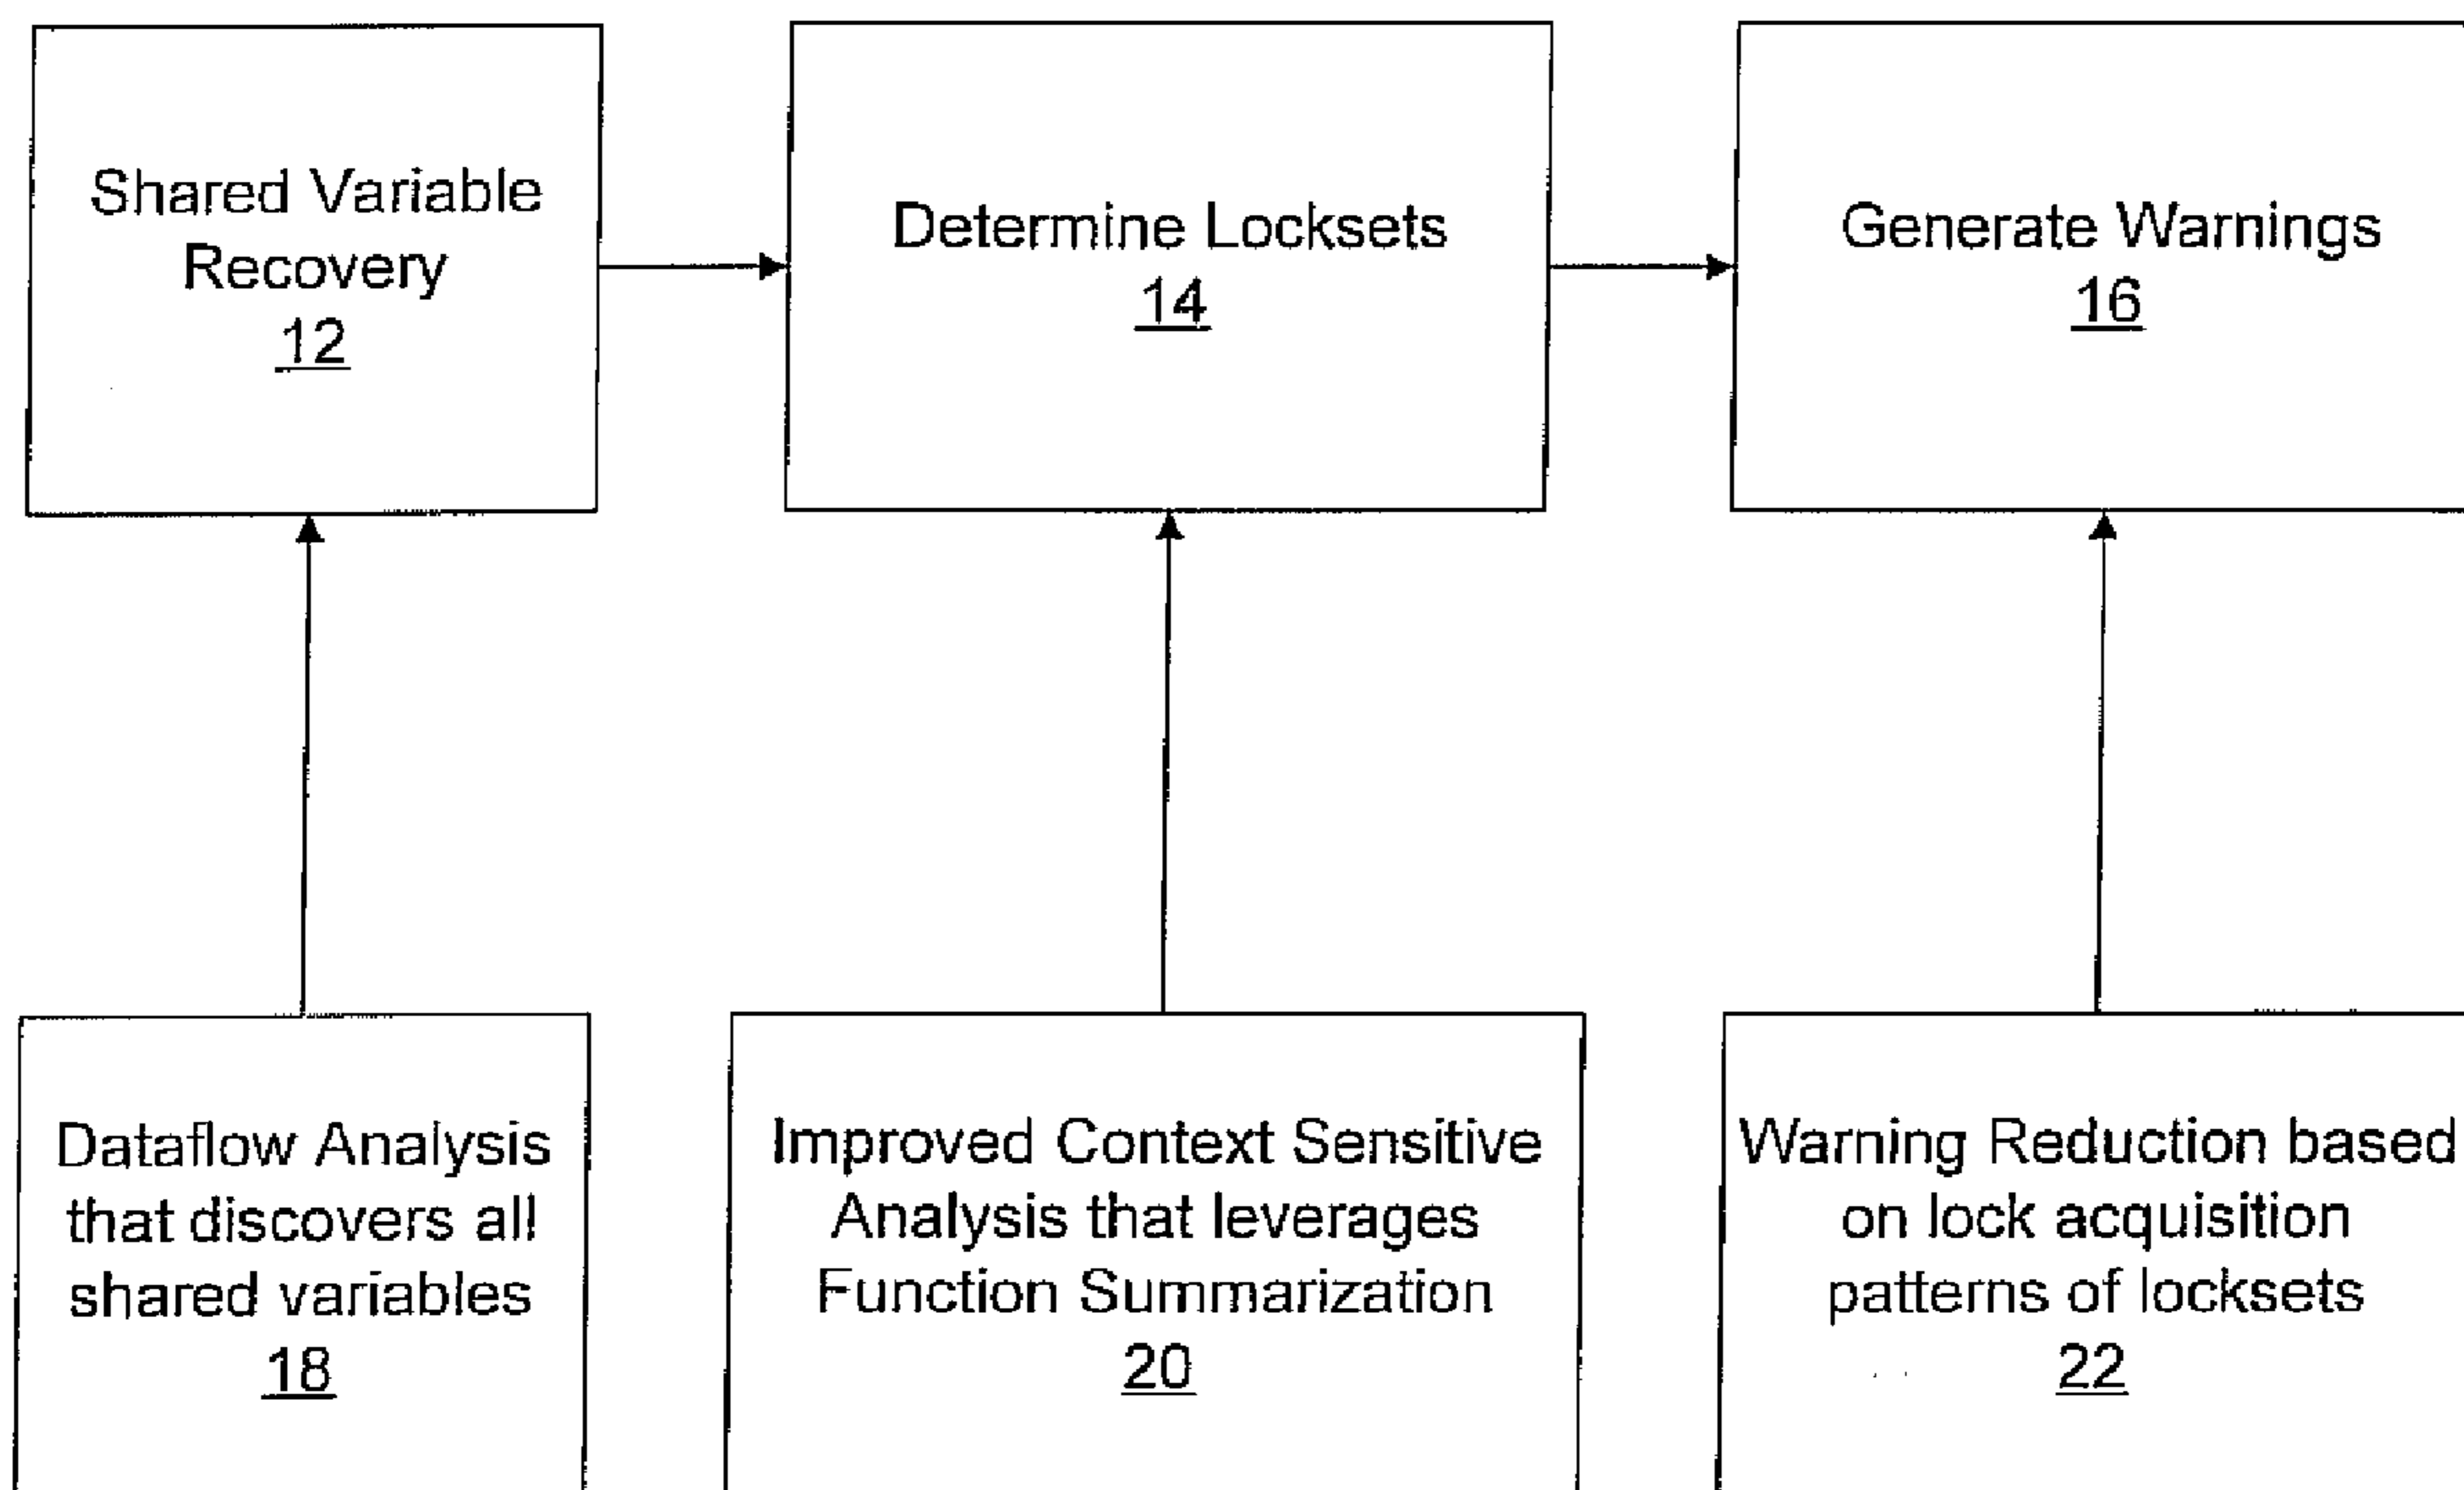 Shared Variable
Recovery
12
Determine Locksets
14
Generate Warnings
16
Dataflow Analysis
that discovers all
shared variables
18
Improved Context Sensitive
Analysis that leverages
Function Summarization
20
Warning Reduction based
on lock acquisition
patterns of locksets
22